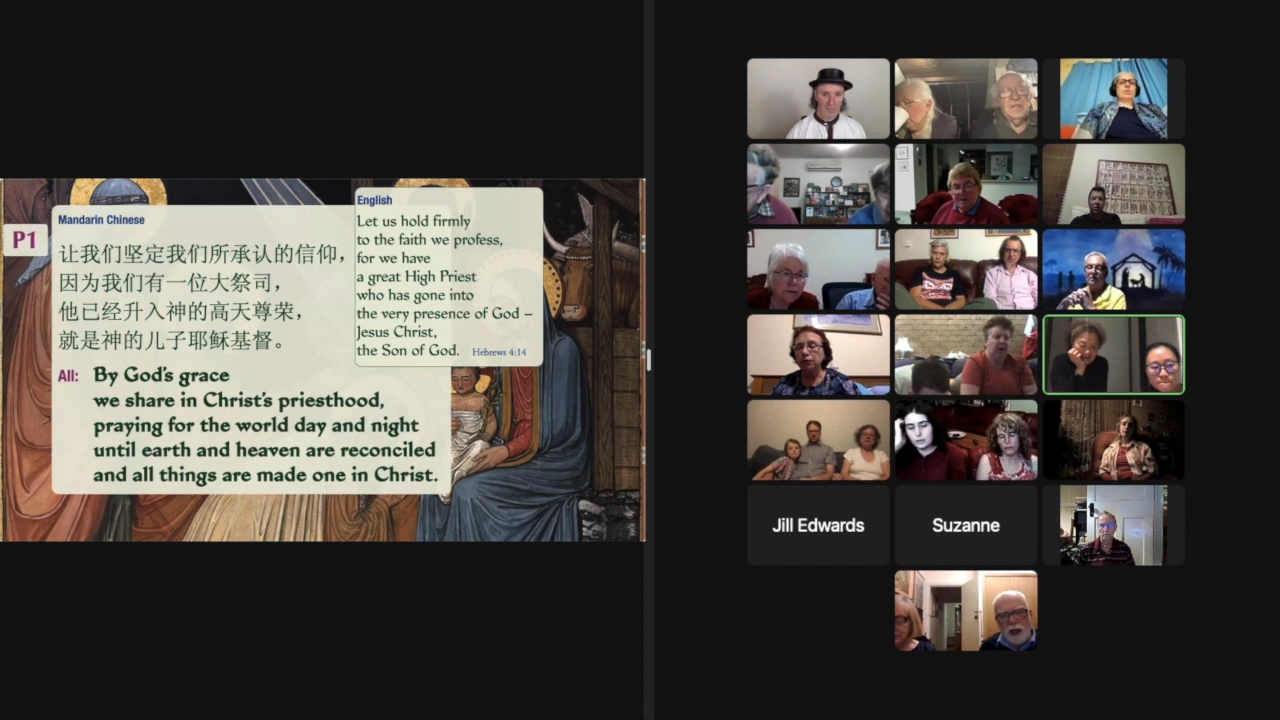 P1
Mandarin Chinese
让我们坚定我们所承认的信仰，
因为我们有一位大祭司，
他已经升入神的高天尊荣，
就是神的儿子耶稣基督。
English
Let us hold firmly
to the faith we profess,
for we have
a great High Priest
who has gone into
the very presence of God –
Jesus Christ,
the Son of God. Hebrews 4:14
All: By God's grace
we share in Christ's priesthood,
praying for the world day and night
until earth and heaven are reconciled
and all things are made one in Christ.
Jill Edwards
Suzanne